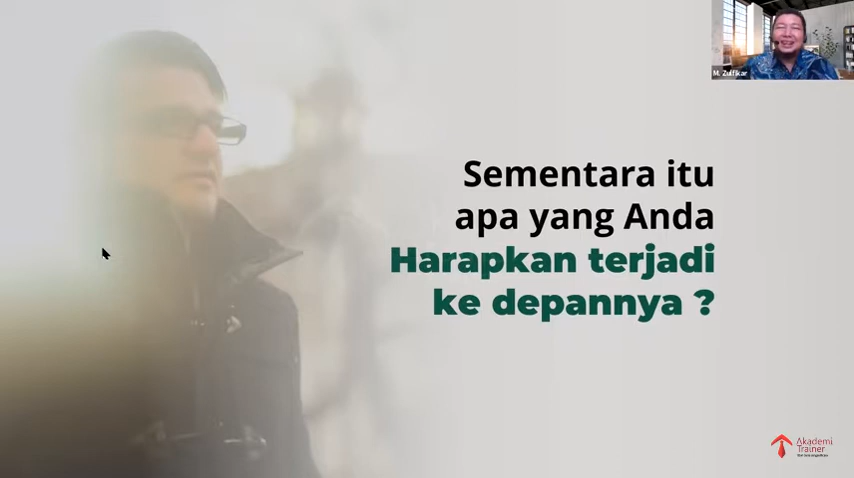 M. Zulfikar
Sementara itu
apa yang Anda
Harapkan terjadi
ke depannya ?
Akademi
Trainer